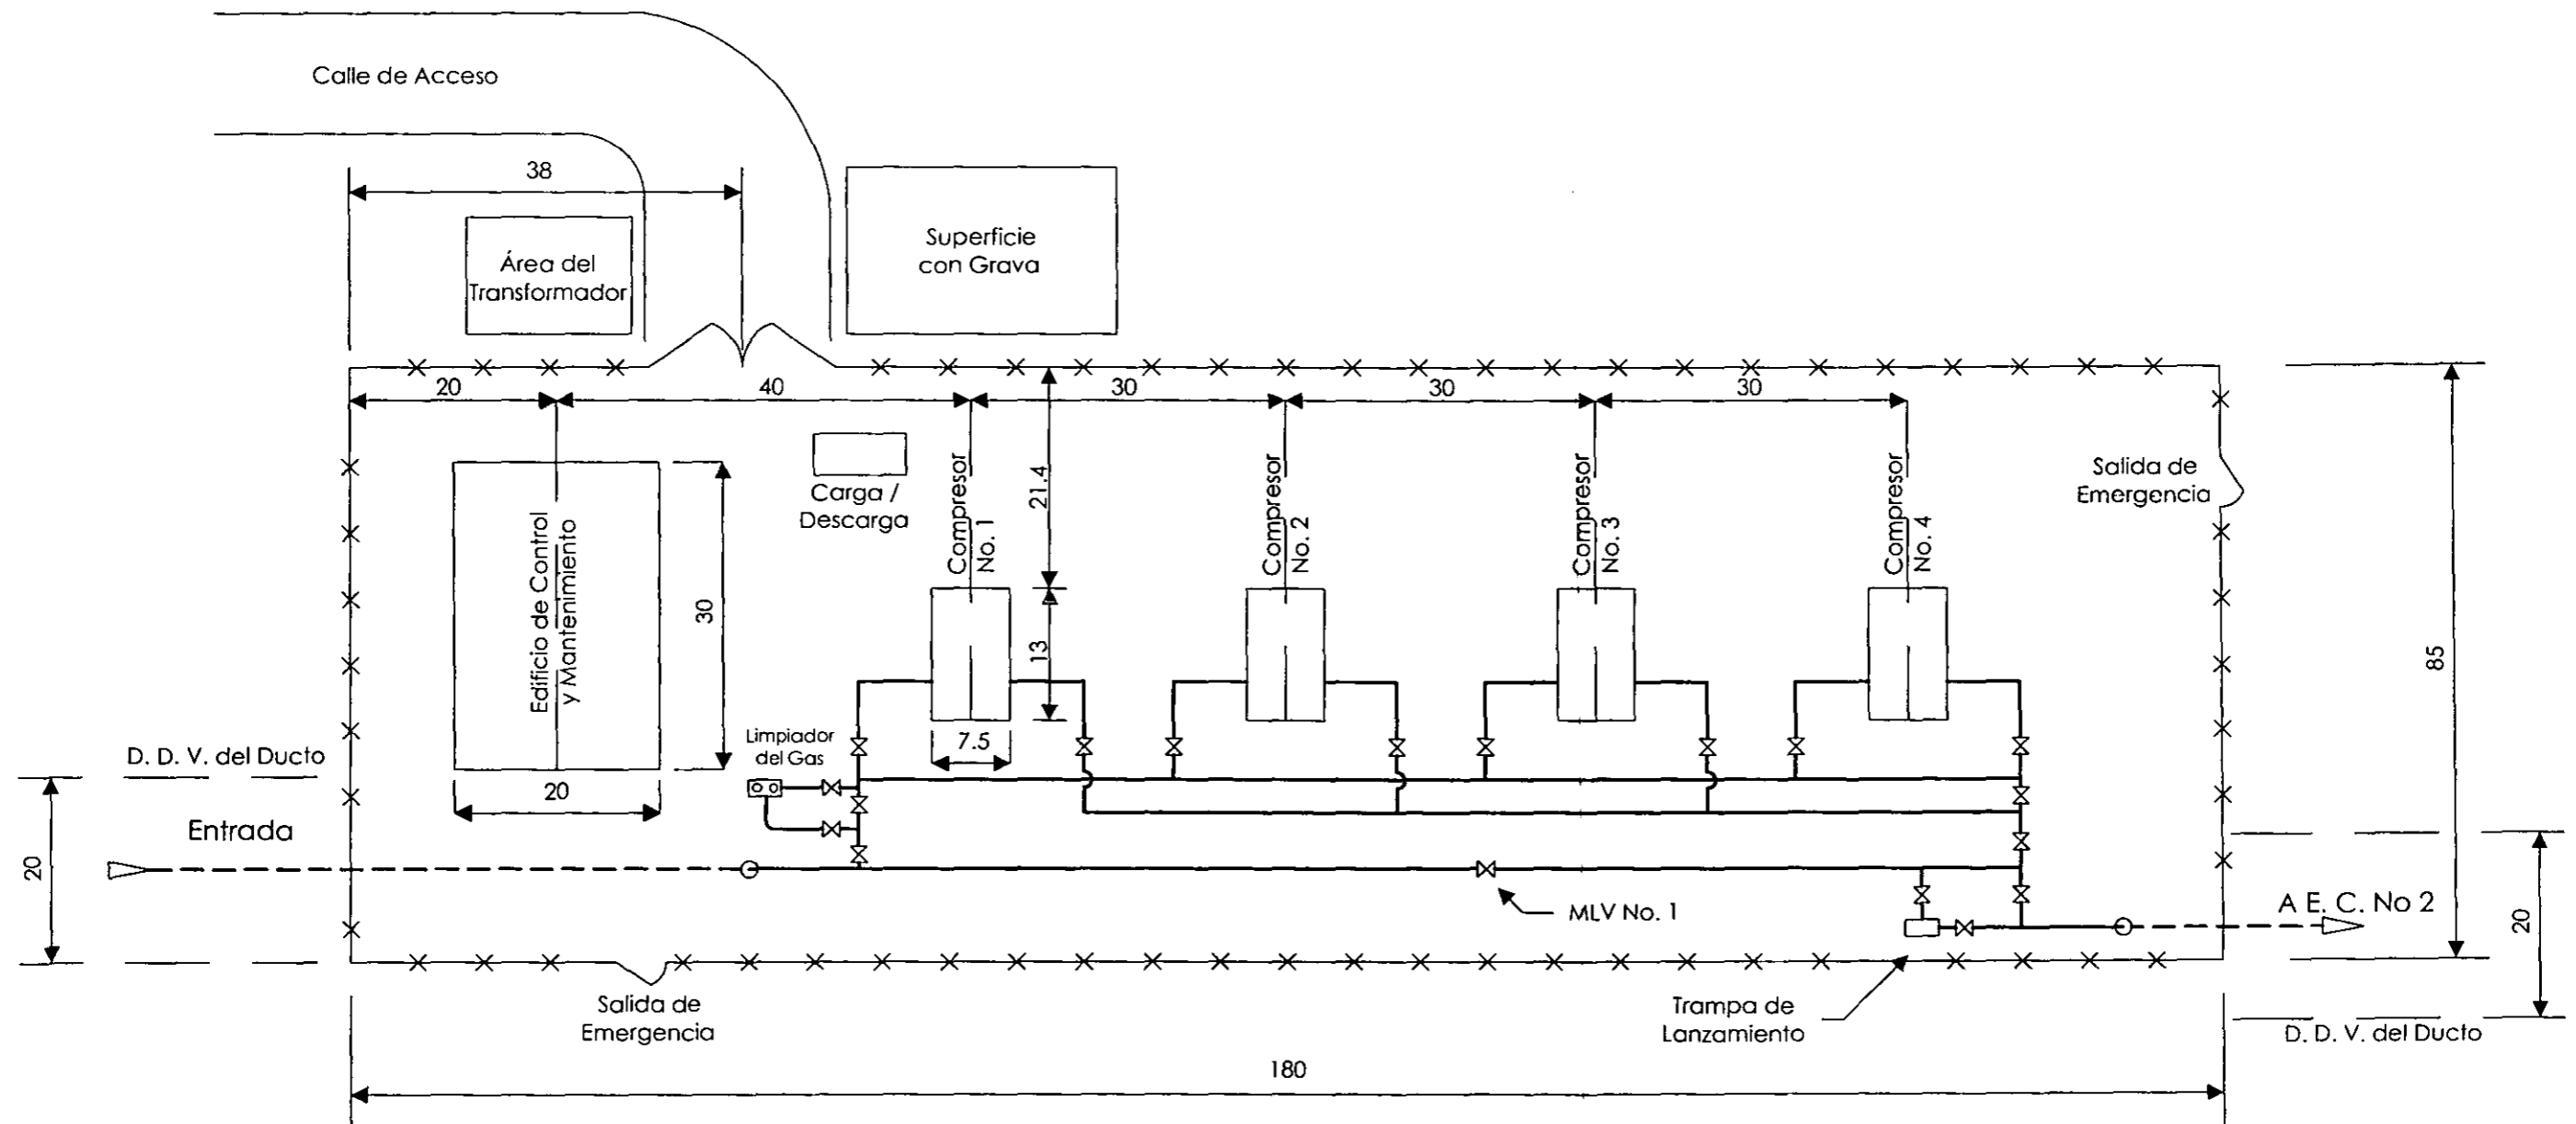 Calle de Acceso
38
Área del
Transformador
Superficie
con Grava
20
40
30
30
30
Carga /
Descarga
21.4
Compresor
No. 1
Compresor
No. 2
Compresor
No. 3
Compresor
No. 4
Salida de
Emergencia
Edificio de Control
y Mantenimiento
30
13
85
7.5
Limpiador
del Gas
D. D. V. del Ducto
20
Entrada
20
MLV No. 1
A E. C. No 2
20
Salida de
Emergencia
Trampa de
Lanzamiento
D. D. V. del Ducto
180